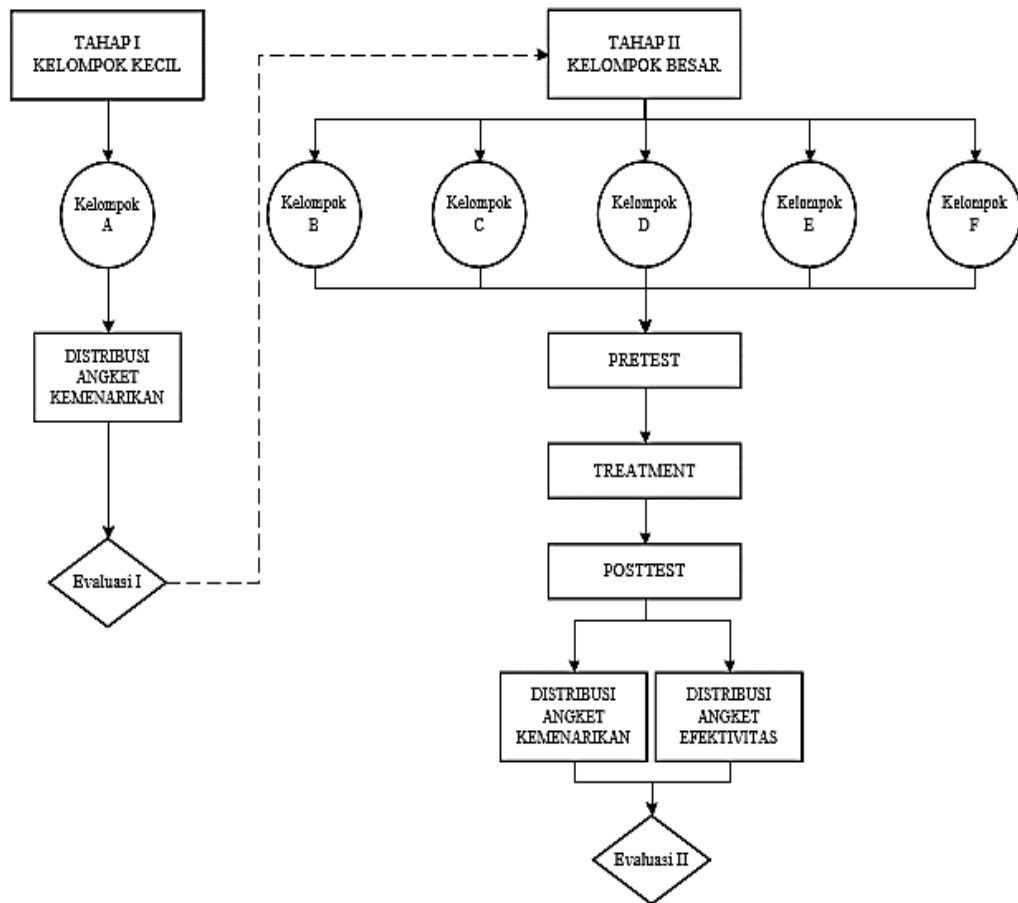 TAHAP I
KELOMPOK KECIL
Kelompok
A
DISTRIBUSI
ANGKET
KEMENARIKAN
Evaluasi I
TAHAP II
KELOMPOK BESAR
Kelompok
B
Kelompok
C
Kelompok
D
Kelompok
E
Kelompok
F
PRETEST
TREATMENT
POSTTEST
DISTRIBUSI
ANGKET
KEMENARIKAN
DISTRIBUSI
ANGKET
EFEKTIVITAS
Evaluasi II